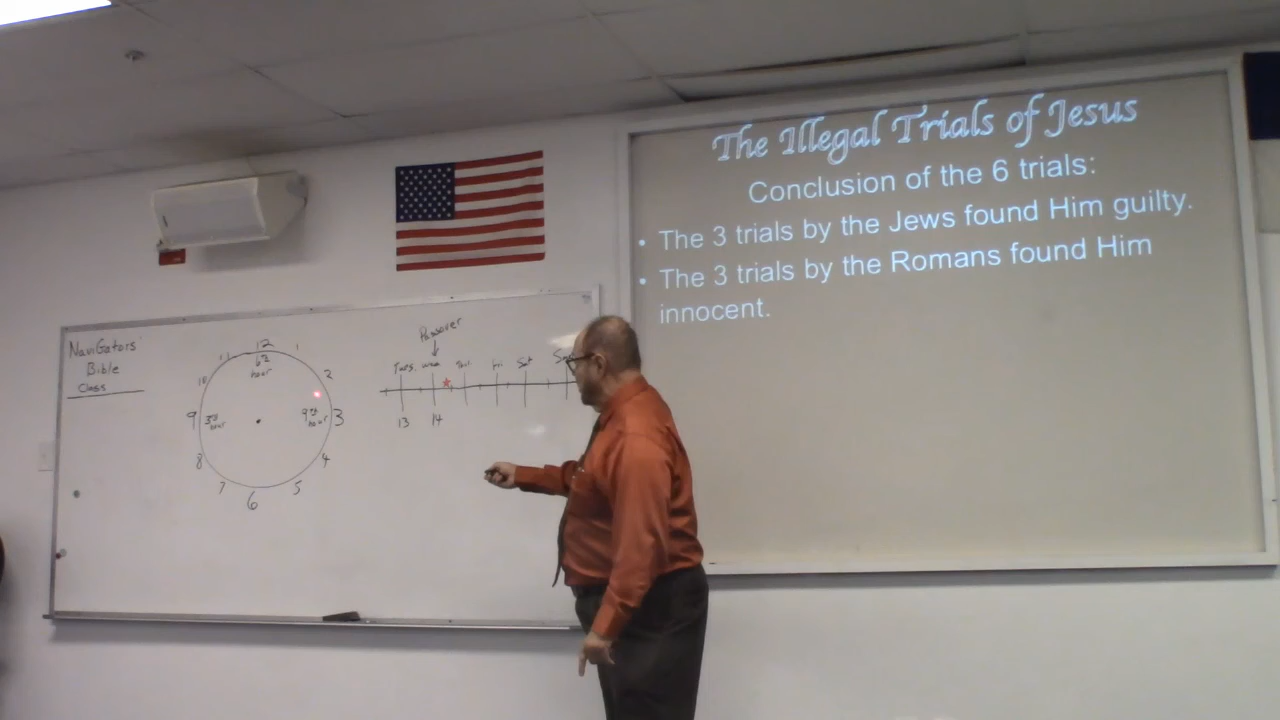 The Illegal Trials of Jesus
Conclusion of the 6 trials:
• The 3 trials by the Jews found Him guilty.
• The 3 trials by the Romans found Him
innocent.
NaviGators'
Bible
Class
12
6th
hour
11
1
10
2
9
3rd
hour
9th
hour
3
8
4
7
5
6
Passover
Tues. Wed Thu. Fri Sat
13 14